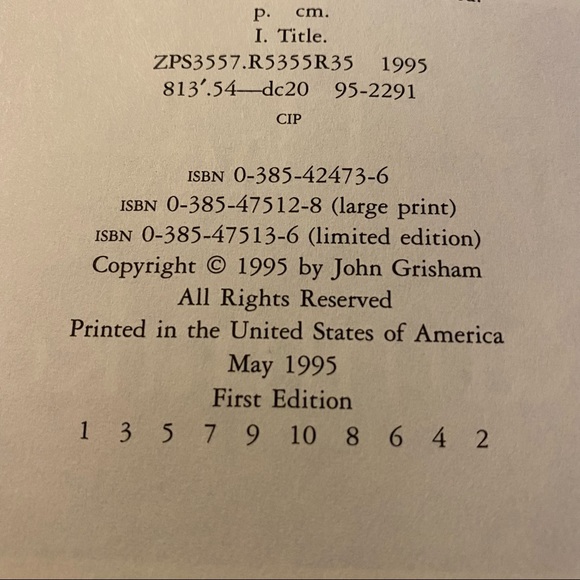 p. cm.
I. Title.
ZPS3557.R5355R35 1995
813′.54—dc20 95-2291
CIP
ISBN 0-385-42473-6
ISBN 0-385-47512-8 (large print)
ISBN 0-385-47513-6 (limited edition)
Copyright © 1995 by John Grisham
All Rights Reserved
Printed in the United States of America
May 1995
First Edition
1 3 5 7 9 10 8 6 4 2